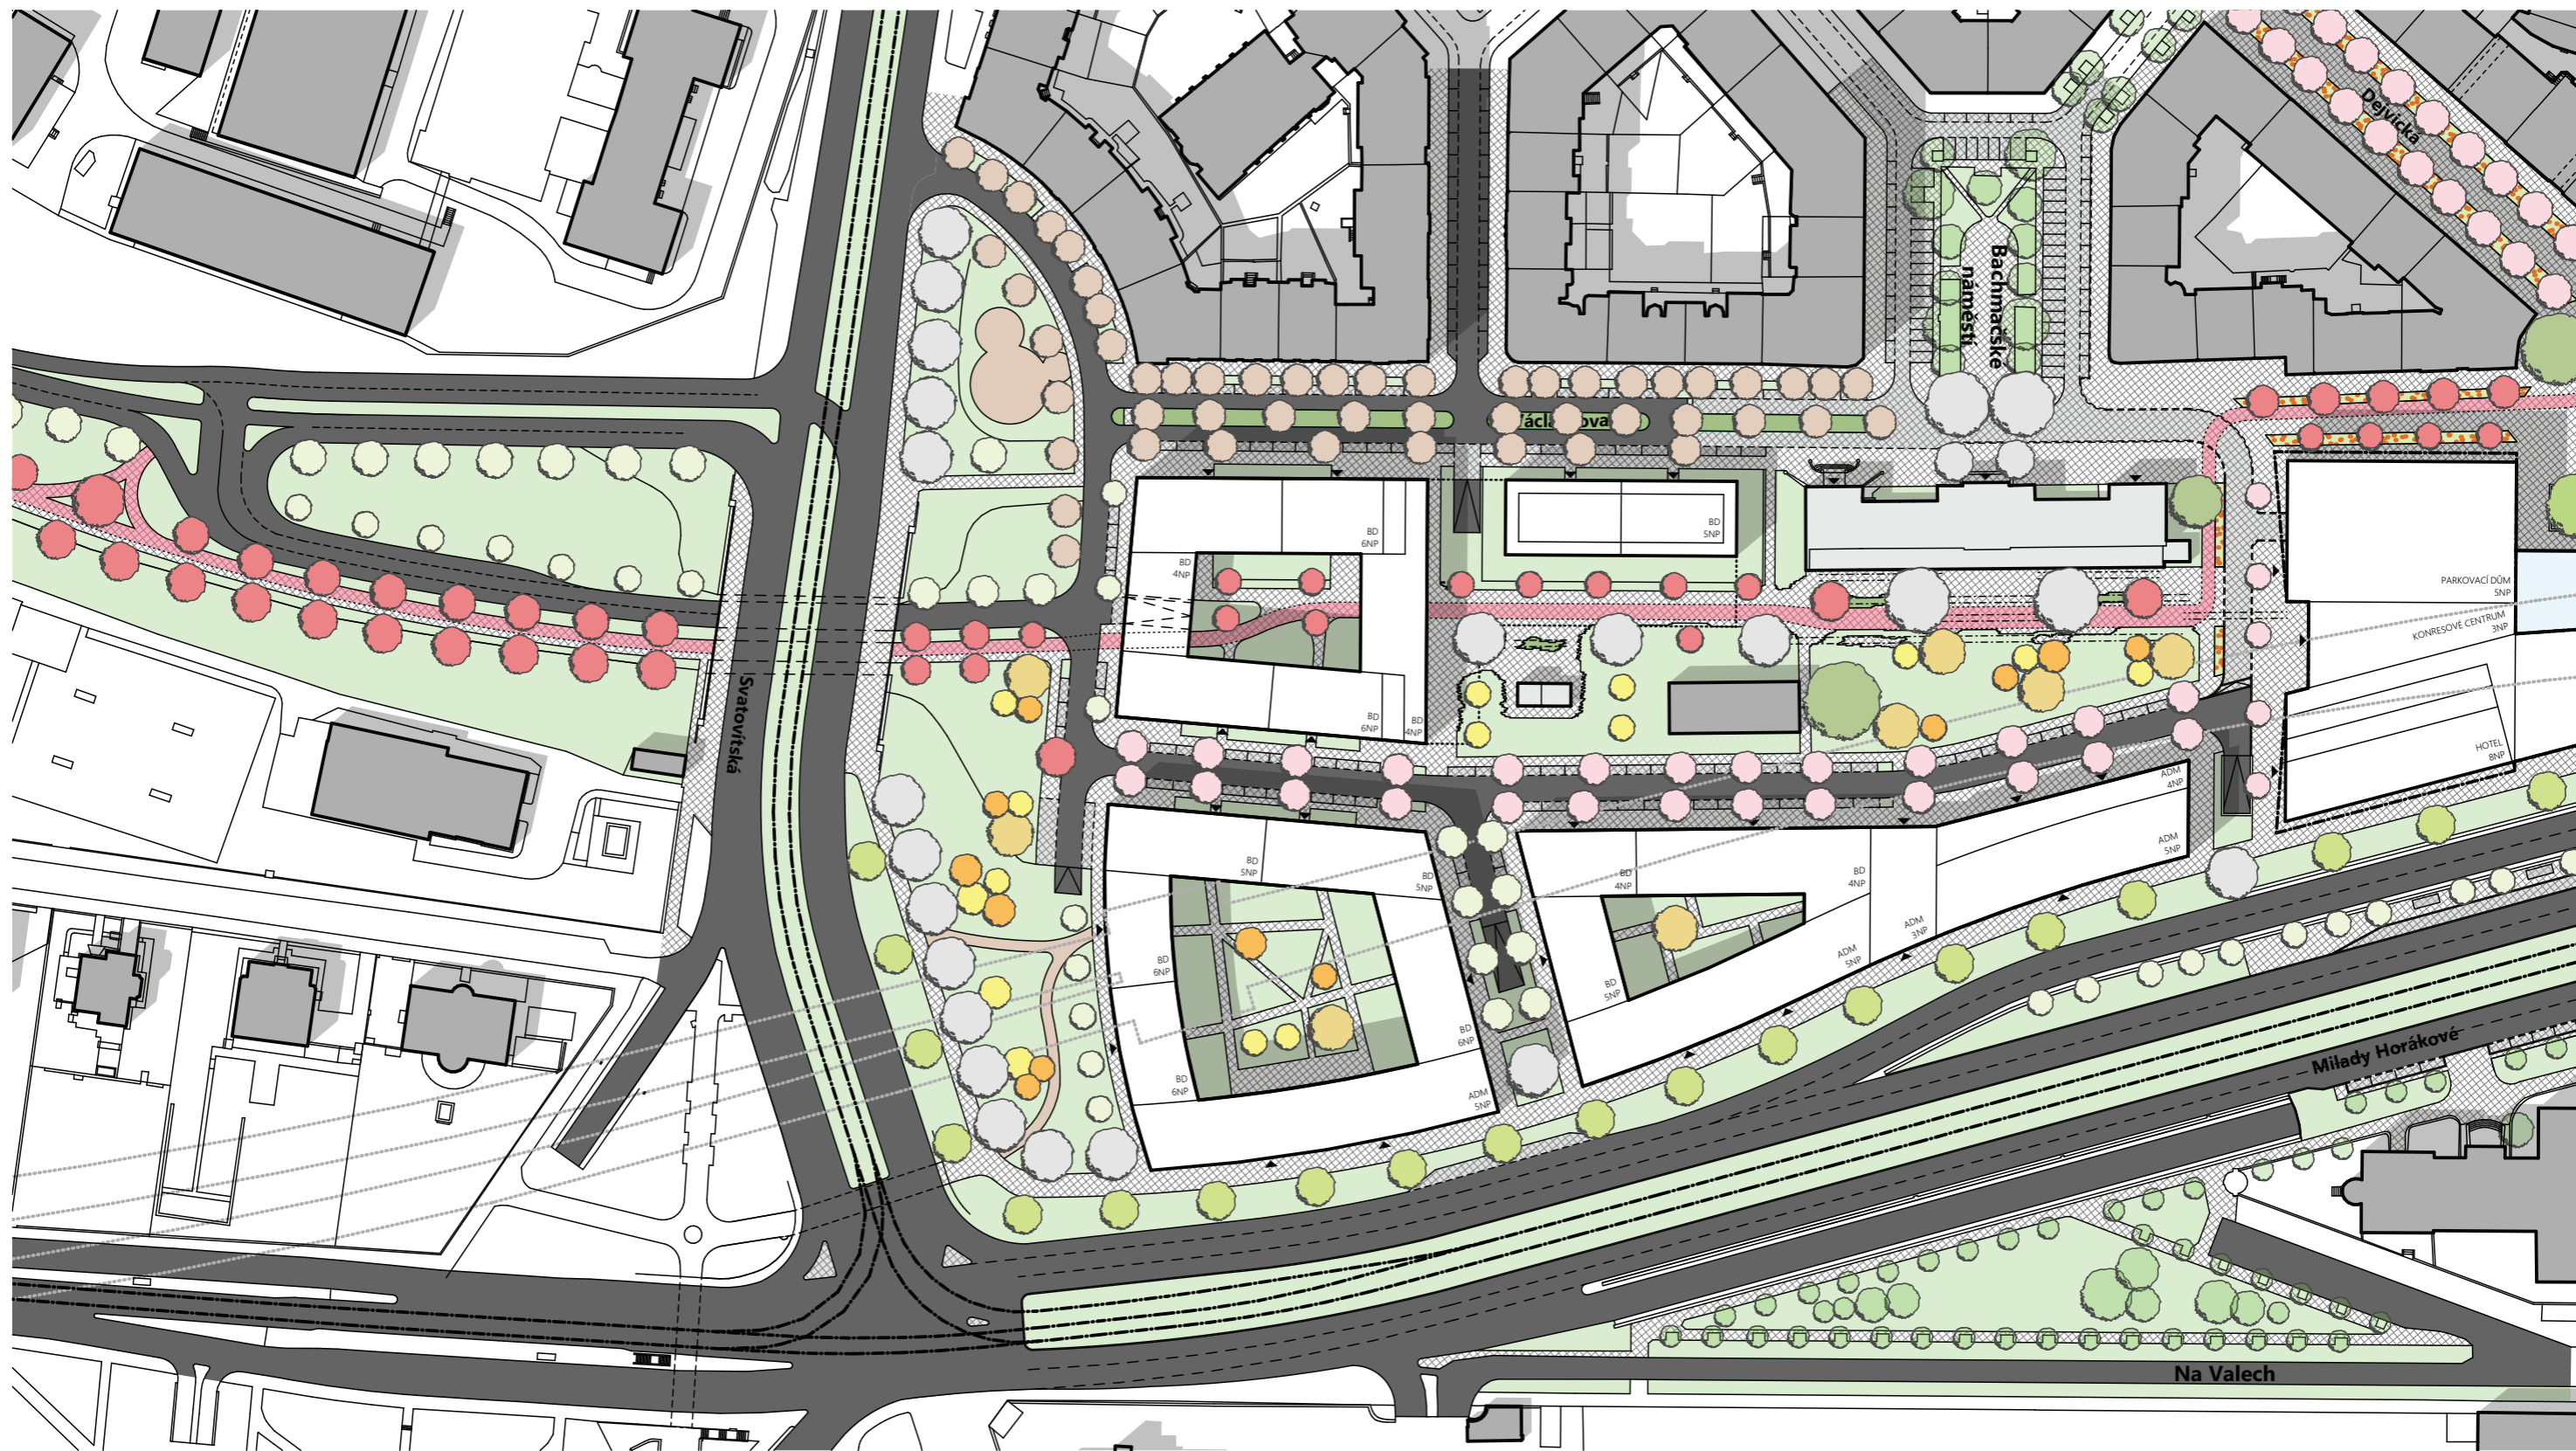 Dejvická
Bachmačské
náměstí
BD
6NP
BD
5NP
BD
4NP
PARKOVACÍ DŮM
5NP
KONRESOVÉ CENTRUM
3NP
Svatovítská
BD
6NP
BD
4NP
HOTEL
8NP
ADM
4NP
ADM
5NP
BD
5NP
BD
5NP
BD
4NP
BD
4NP
ADM
3NP
ADM
5NP
BD
6NP
BD
5NP
BD
6NP
BD
6NP
ADM
5NP
Milady Horákové
Na Valech